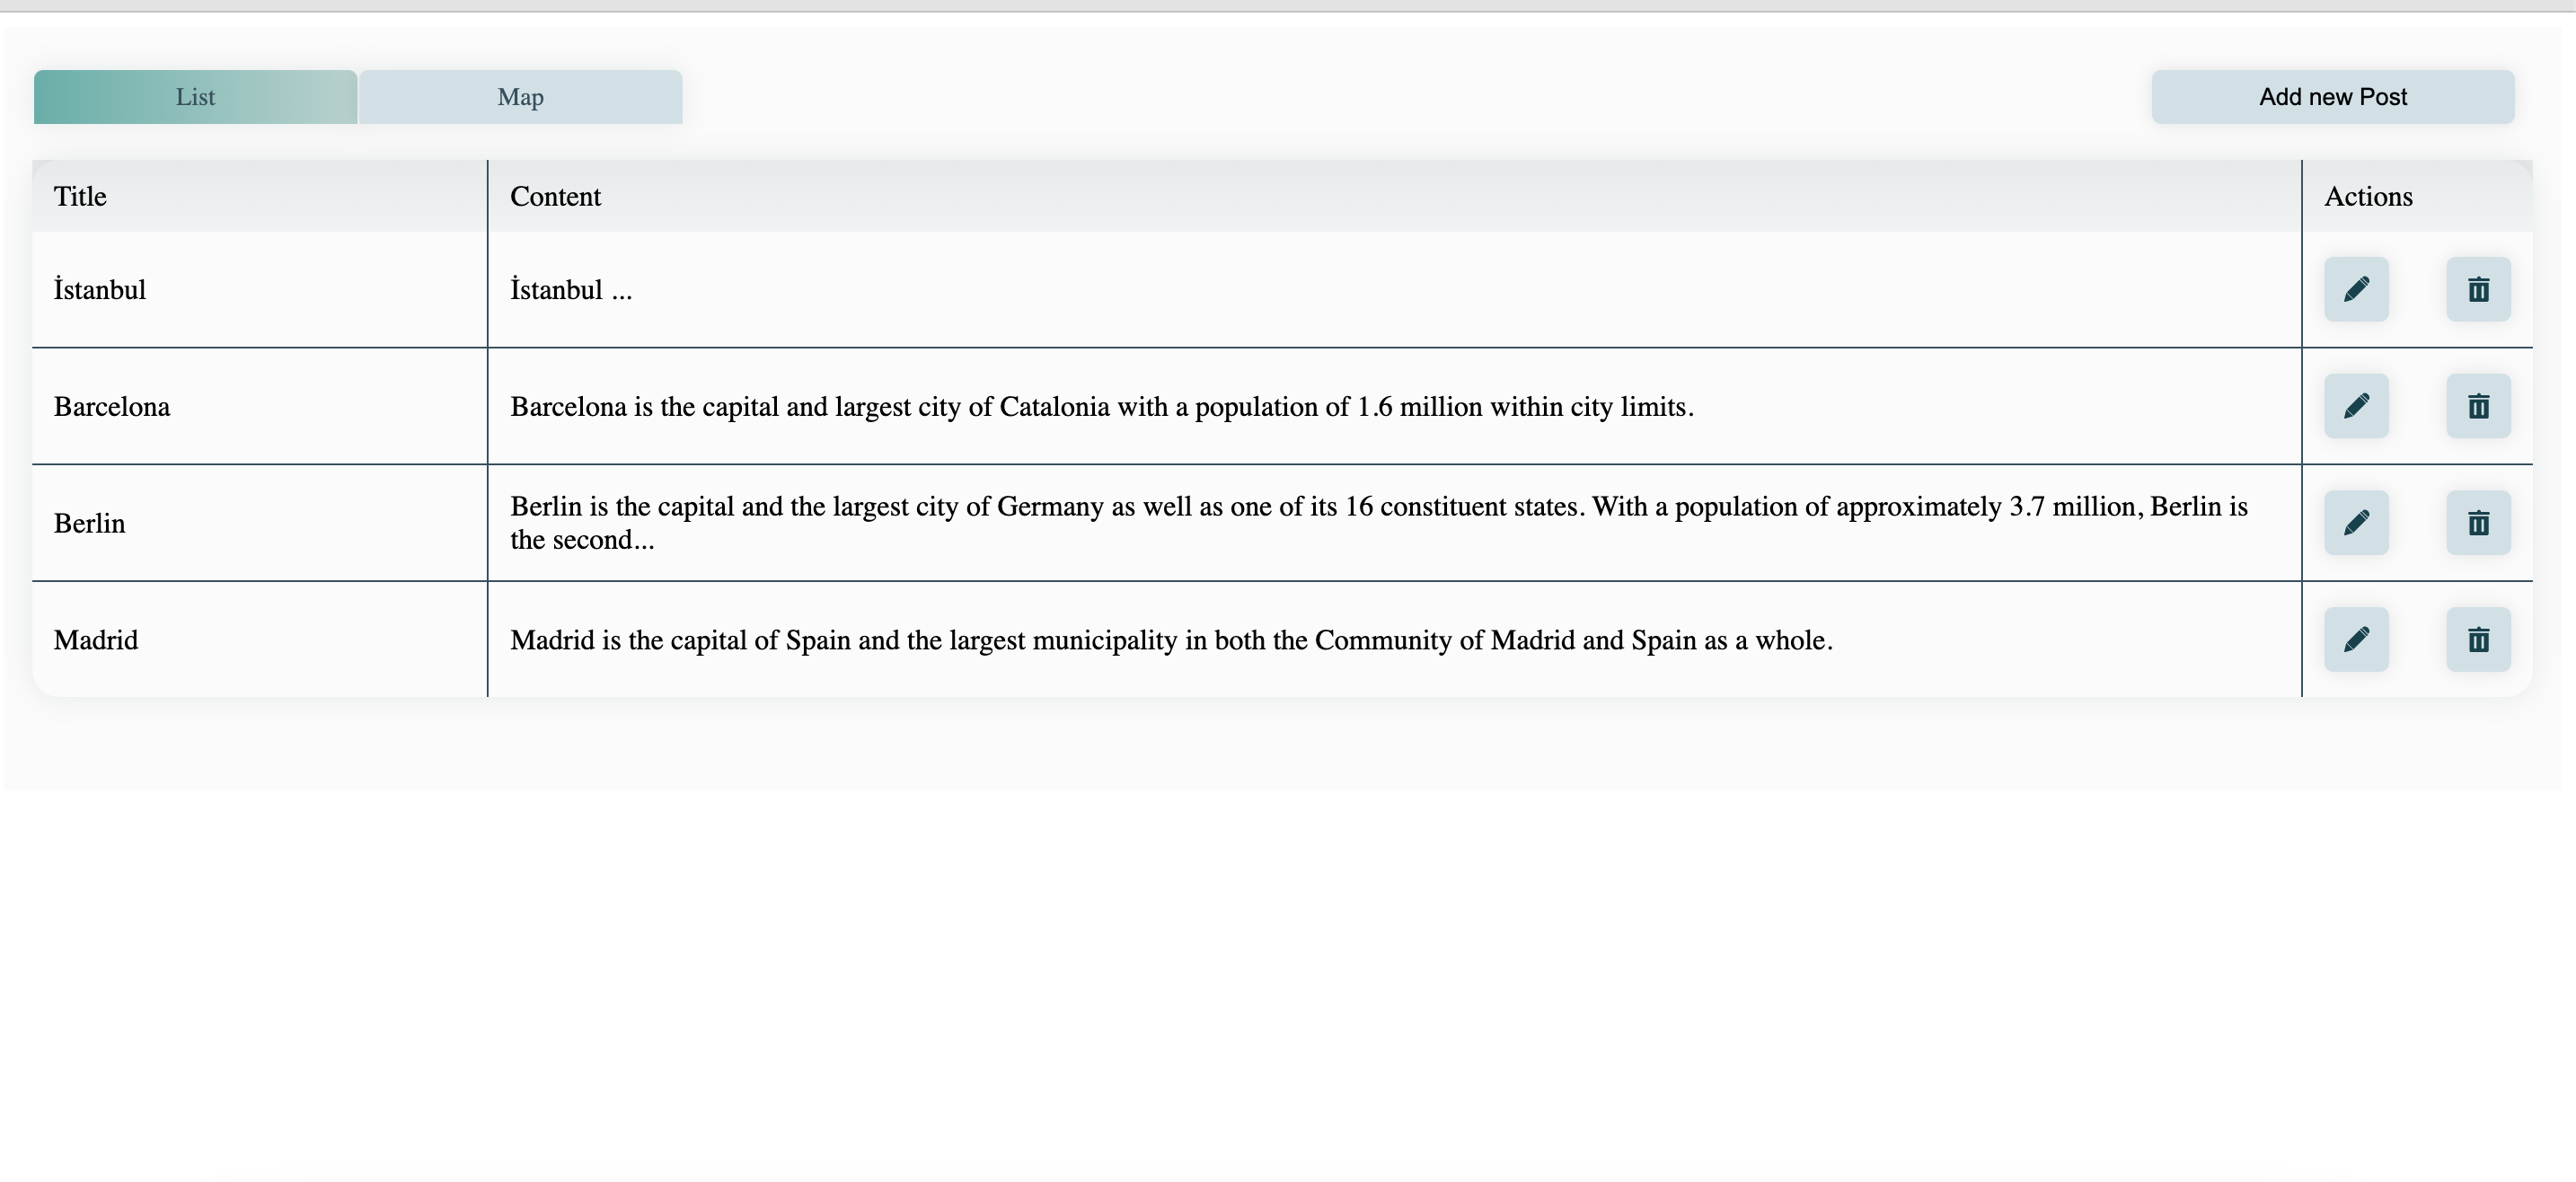 List
Map
Add new Post
Title
Content
Actions
İstanbul
İstanbul ...
Barcelona
Barcelona is the capital and largest city of Catalonia with a population of 1.6 million within city limits.
Berlin
Berlin is the capital and the largest city of Germany as well as one of its 16 constituent states. With a population of approximately 3.7 million, Berlin is
the second...
Madrid
Madrid is the capital of Spain and the largest municipality in both the Community of Madrid and Spain as a whole.